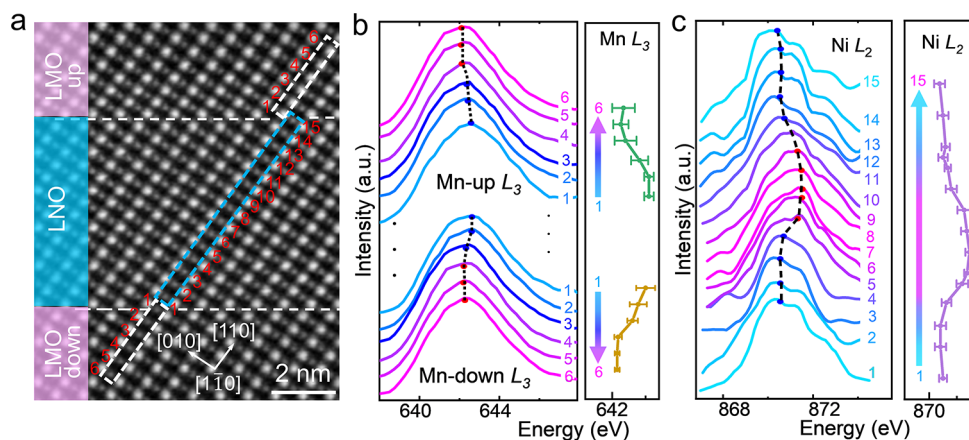 a
LMO
up
LNO
LMO
down
1 2 3 4 5 6
1 2 3 4 5 6 7 8 9 10 11 12 13 14 15
1 2 3 4 5 6
[010]
[110]
[11̄0]
2 nm
b
Intensity (a.u.)
6
5
4
3
2
1
Mn-up L3
1
2
3
4
5
6
Mn-down L3
640
644
Mn L3
6
1
1
6
642
Energy (eV)
c
Intensity (a.u.)
Ni L2
15
14
13
12
11
10
9
8
7
6
5
4
3
2
1
868
872
Ni L2
15
1
870
Energy (eV)